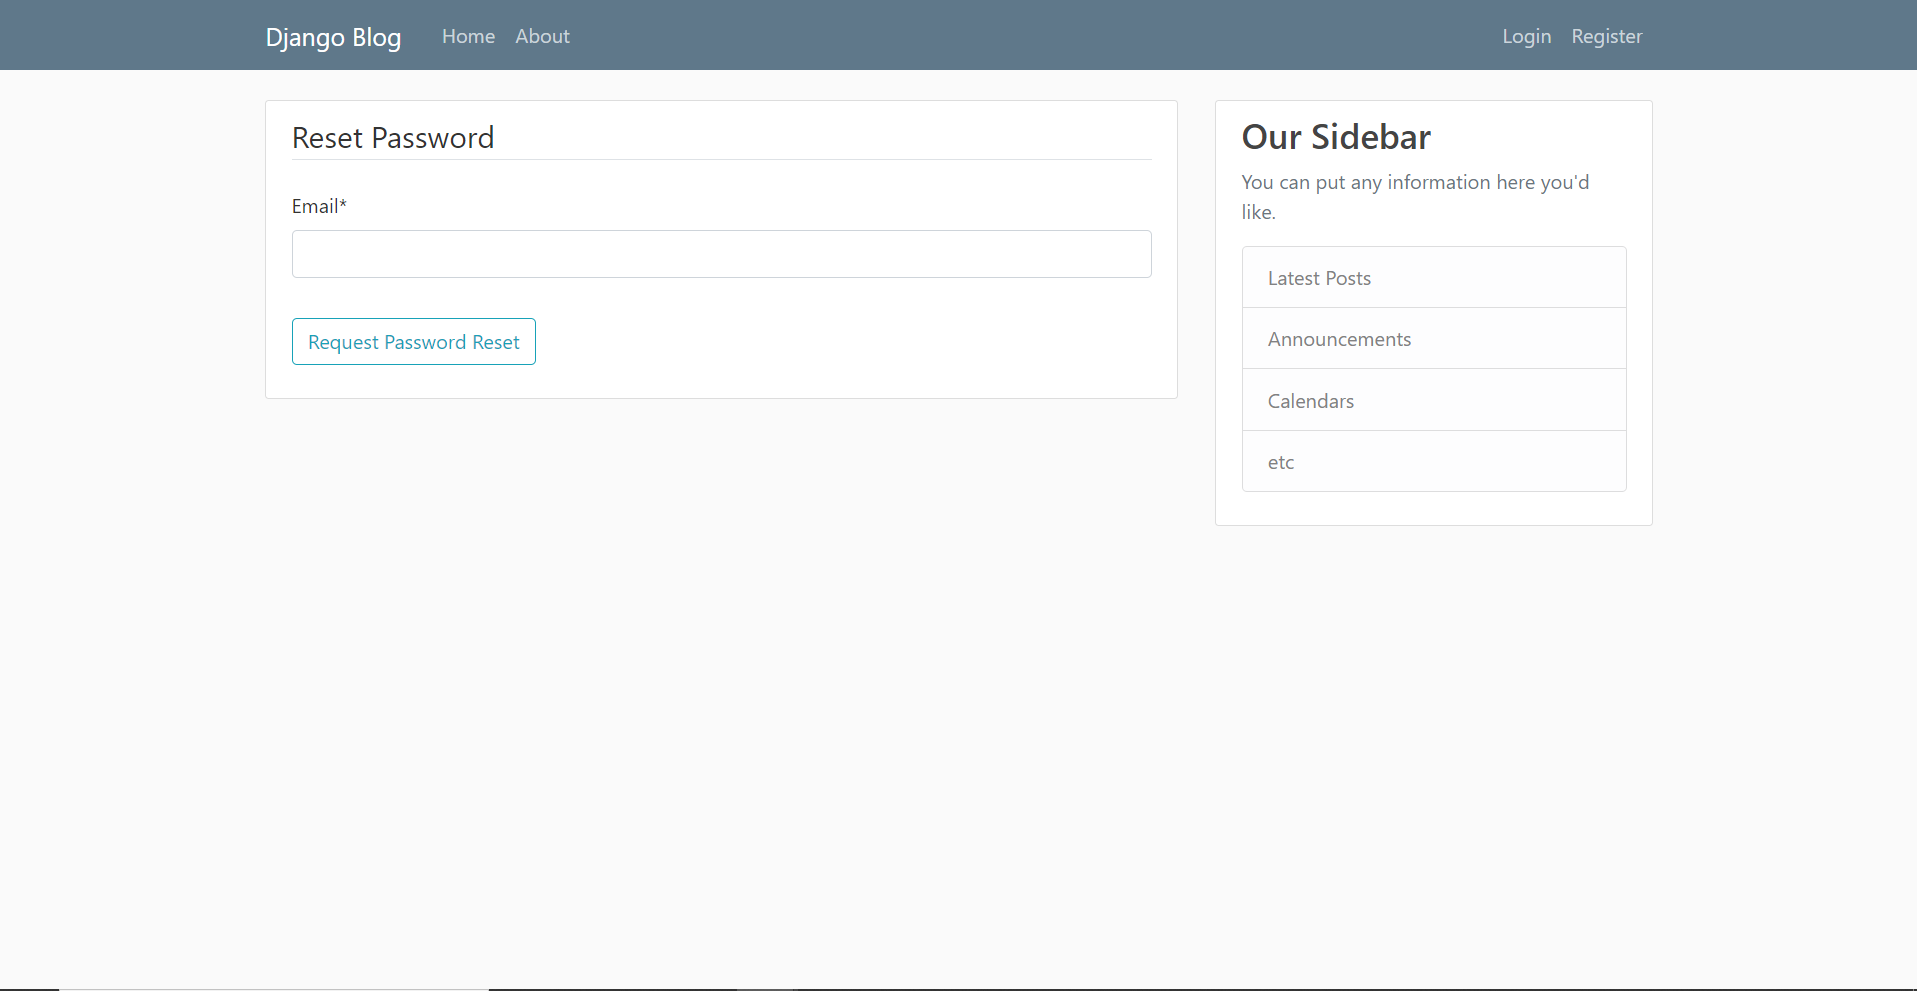 Django Blog Home About Login Register
Reset Password
Email*
Request Password Reset
Our Sidebar
You can put any information here you'd
like.
Latest Posts
Announcements
Calendars
etc